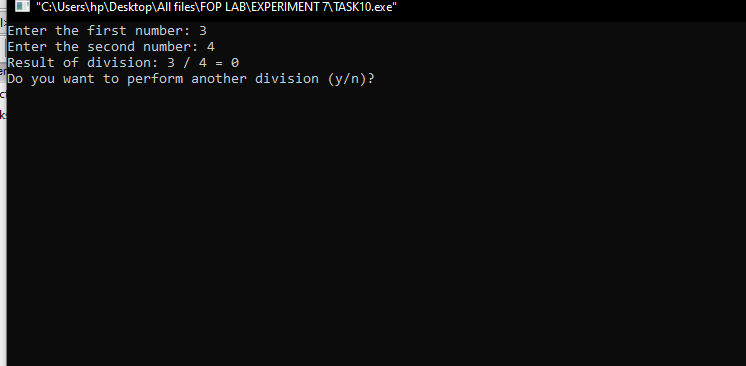 "C:\Users\hp\Desktop\All files\FOP LAB\EXPERIMENT 7\TASK10.exe"
Enter the first number: 3
Enter the second number: 4
Result of division: 3 / 4 = 0
Do you want to perform another division (y/n)?